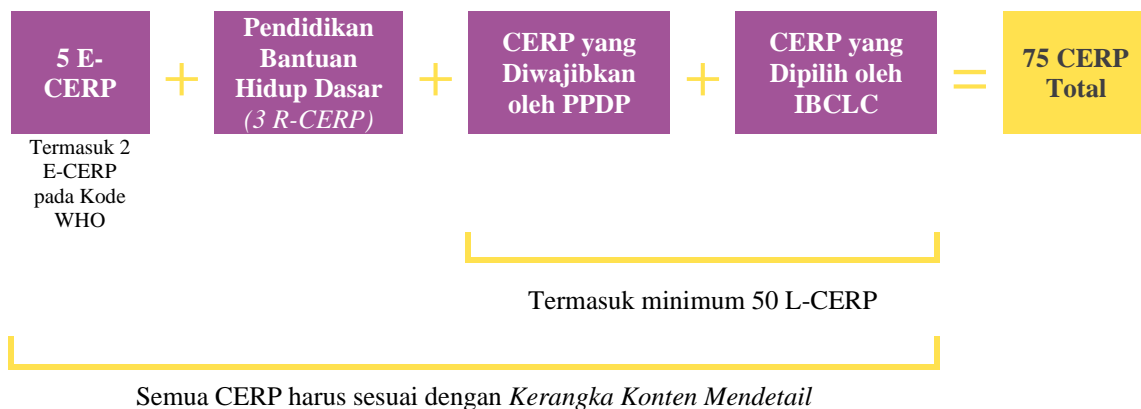 5 E-
CERP
+
Pendidikan
Bantuan
Hidup Dasar
(3 R-CERP)
+
CERP yang
Diwajibkan
oleh PPDP
+
CERP yang
Dipilih oleh
IBCLC
=
75 CERP
Total
Termasuk 2
E-CERP
pada Kode
WHO
Termasuk minimum 50 L-CERP
Semua CERP harus sesuai dengan Kerangka Konten Mendetail